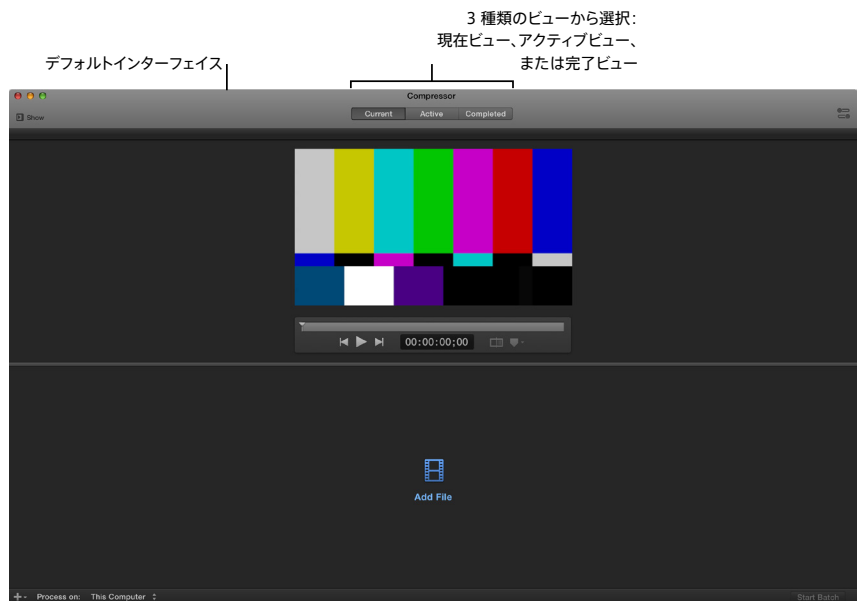 3 種類のビューから選択：
現在ビュー、アクティブビュー、
または完了ビュー
デフォルトインターフェイス
Compressor
Show
Current Active Completed
00:00:00;00
Add File
Process on: This Computer
Start Batch